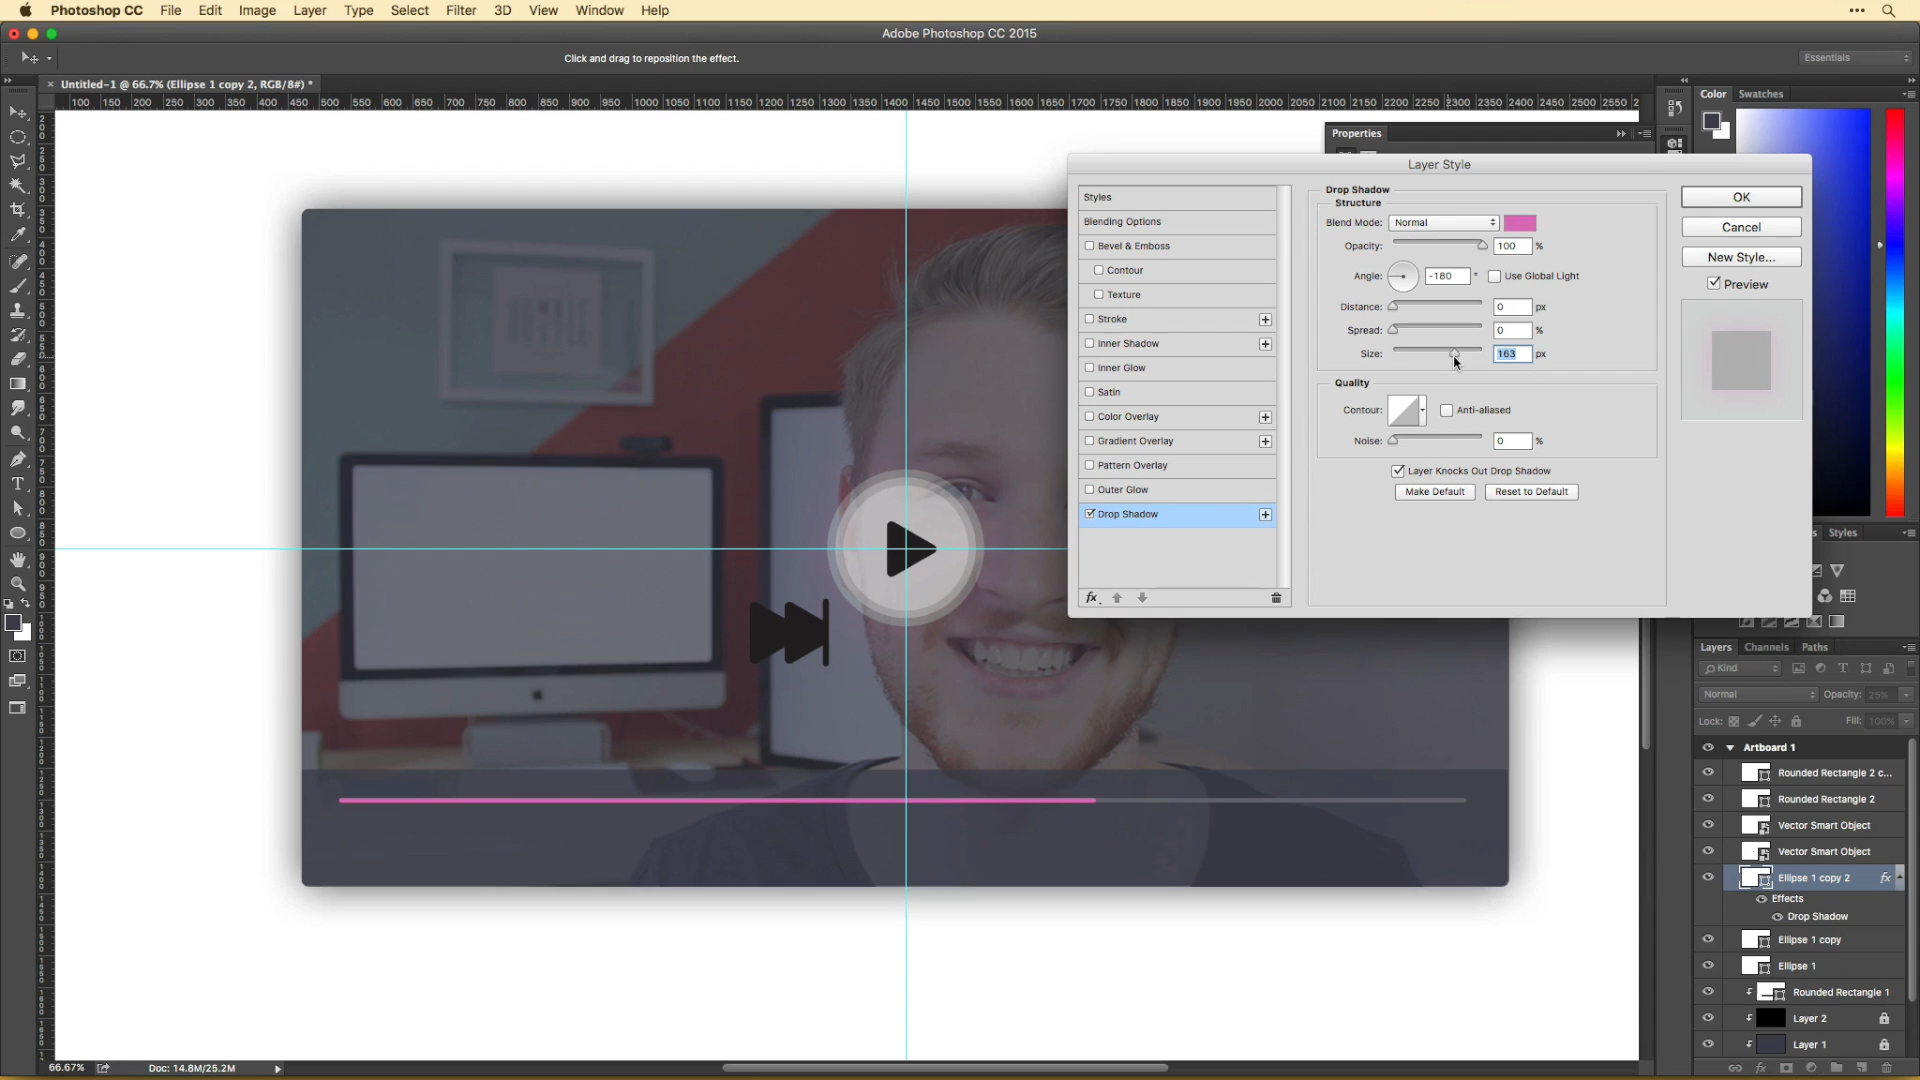 Photoshop CC File Edit Image Layer Type Select Filter 3D View Window Help
Adobe Photoshop CC 2015
Click and drag to reposition the effect.
Essentials
Untitled-1 @ 66.7% (Ellipse 1 copy 2, RGB/8#) *
100 150 200 250 300 350 400 450 500 550 600 650 700 750 800 850 900 950 1000 1050 1100 1150 1200 1250 1300 1350 1400 1450 1500 1550 1600 1650 1700 1750 1800 1850 1900 1950 2000 2050 2100 2150 2200 2250 2300 2350 2400 2450 2500 2550
Color Swatches
Properties
Layer Style
Styles
Blending Options
Bevel & Emboss
Contour
Texture
Stroke
Inner Shadow
Inner Glow
Satin
Color Overlay
Gradient Overlay
Pattern Overlay
Outer Glow
Drop Shadow
fx
Drop Shadow
Structure
Blend Mode: Normal
Opacity: 100 %
Angle: -180 ° Use Global Light
Distance: 0 px
Spread: 0 %
Size: 163 px
Quality
Contour: Anti-aliased
Noise: 0 %
Layer Knocks Out Drop Shadow
Make Default Reset to Default
OK
Cancel
New Style...
Preview
Styles
Layers Channels Paths
Kind
Normal Opacity: 25%
Lock: Fill: 100%
Artboard 1
Rounded Rectangle 2 c...
Rounded Rectangle 2
Vector Smart Object
Vector Smart Object
Ellipse 1 copy 2 fx
Effects
Drop Shadow
Ellipse 1 copy
Ellipse 1
Rounded Rectangle 1
Layer 2
Layer 1
66.67% Doc: 14.8M/25.2M